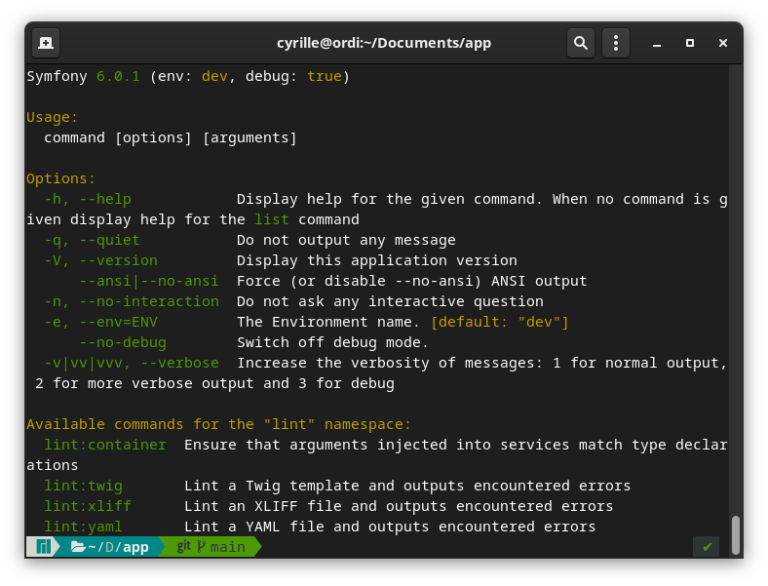 cyrille@ordi:~/Documents/app
Symfony 6.0.1 (env: dev, debug: true)
Usage:
command [options] [arguments]
Options:
-h, --help Display help for the given command. When no command is g
iven display help for the list command
-q, --quiet Do not output any message
-V, --version Display this application version
--ansi|--no-ansi Force (or disable --no-ansi) ANSI output
-n, --no-interaction Do not ask any interactive question
-e, --env=ENV The Environment name. [default: "dev"]
--no-debug Switch off debug mode.
-v|vv|vvv, --verbose Increase the verbosity of messages: 1 for normal output,
2 for more verbose output and 3 for debug
Available commands for the "lint" namespace:
lint:container Ensure that arguments injected into services match type declar
ations
lint:twig Lint a Twig template and outputs encountered errors
lint:xliff Lint an XLIFF file and outputs encountered errors
lint:yaml Lint a YAML file and outputs encountered errors
~/D/app git main ✔